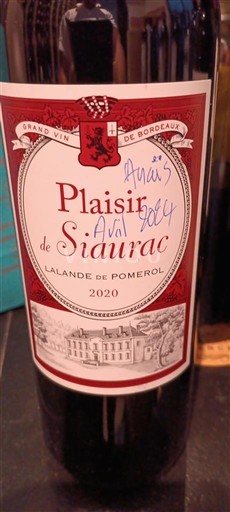 GRAND VIN DE BORDEAUX
Anaïs
Plaisir
Avril 2024
de Siaurac
LALANDE DE POMEROL
2020